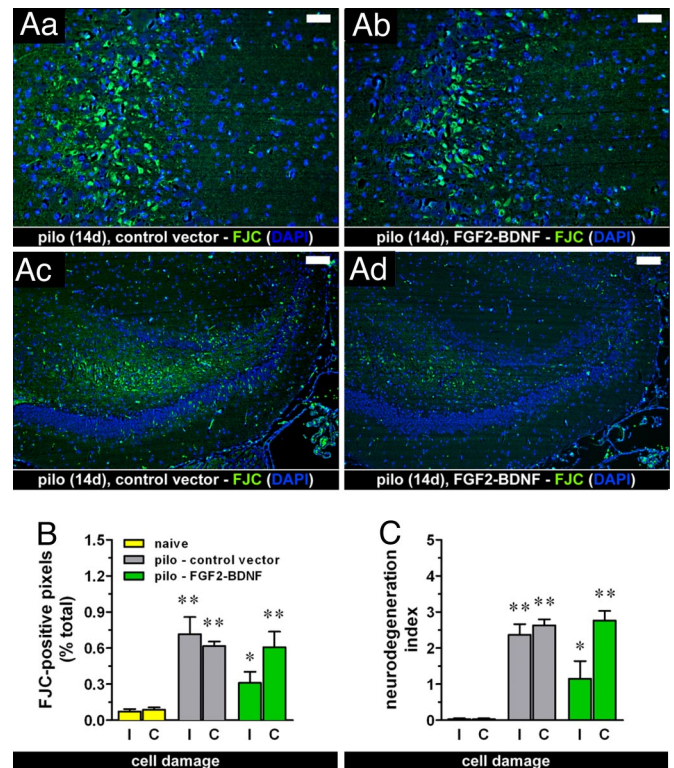 Aa
Ab
pilo (14d), control vector - FJC (DAPI)
pilo (14d), FGF2-BDNF - FJC (DAPI)
Ac
Ad
pilo (14d), control vector - FJC (DAPI)
pilo (14d), FGF2-BDNF - FJC (DAPI)
B
FJC-positive pixels
(% total)
1.5
1.2
0.9
0.6
0.3
0.0
naive
pilo - control vector
pilo - FGF2-BDNF
** ** * **
I C I C I C
cell damage
C
neurodegeneration
index
5
4
3
2
1
0
** ** * **
I C I C I C
cell damage